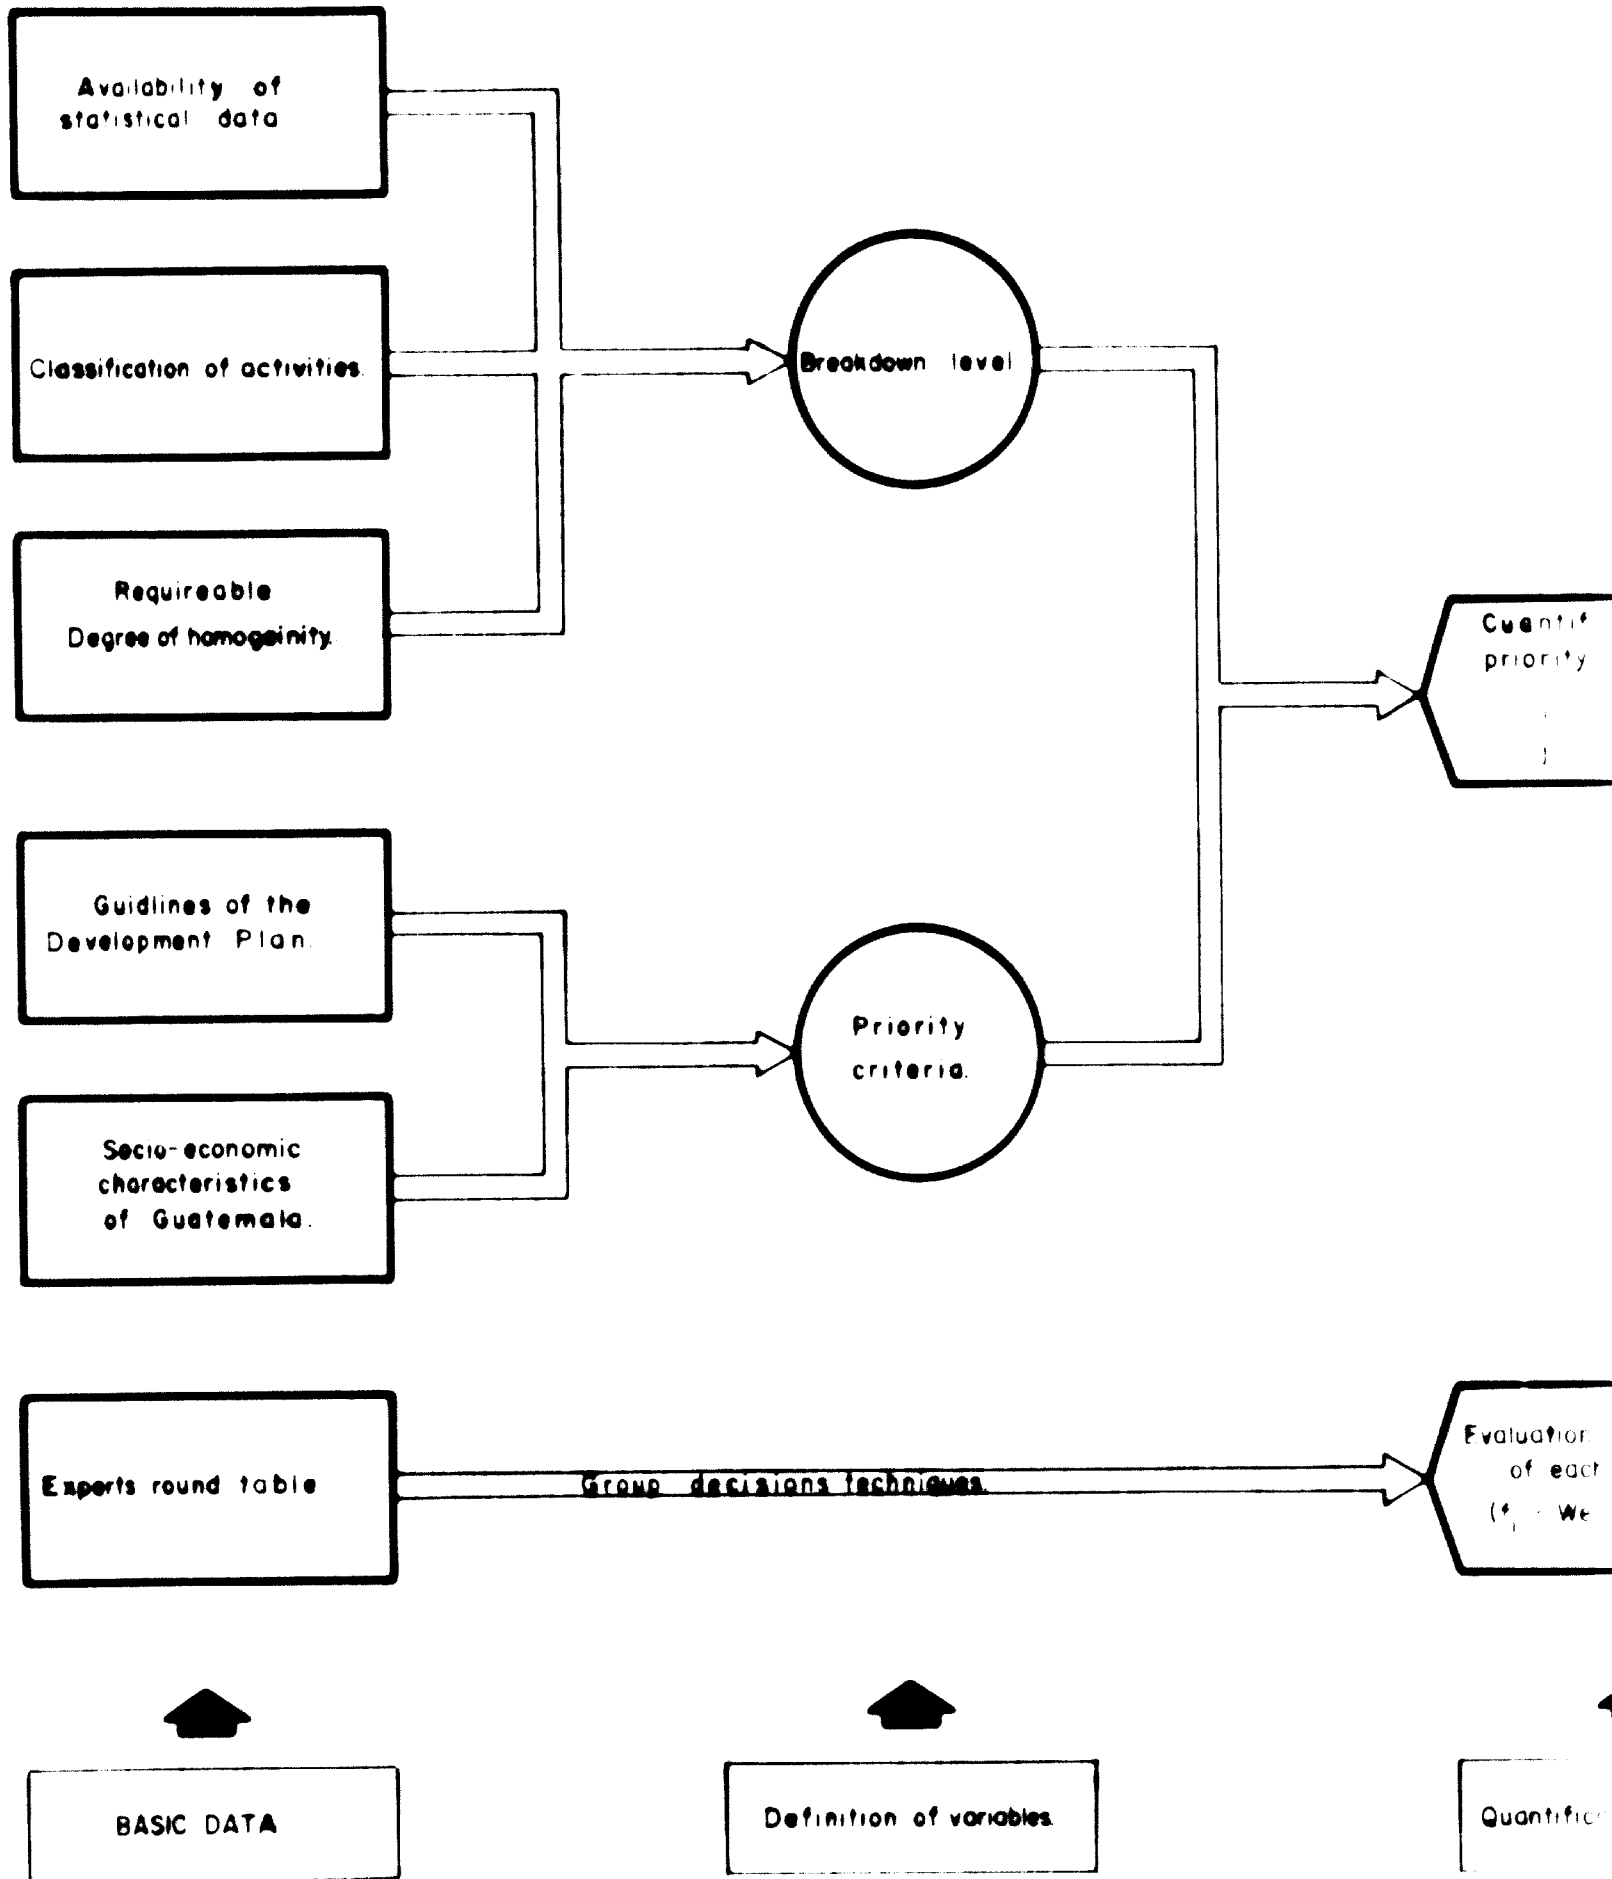 Availability of
statistical data
Classification of activities.
Requireable
Degree of homogeinity.
Breakdown level
Cuantif
priority
Guidlines of the
Development Plan.
Socio-economic
characteristics
of Guatemala.
Priority
criteria.
Experts round table
Group decisions techniques.
Evaluation
of each
BASIC DATA
Definition of variables.
Quantific